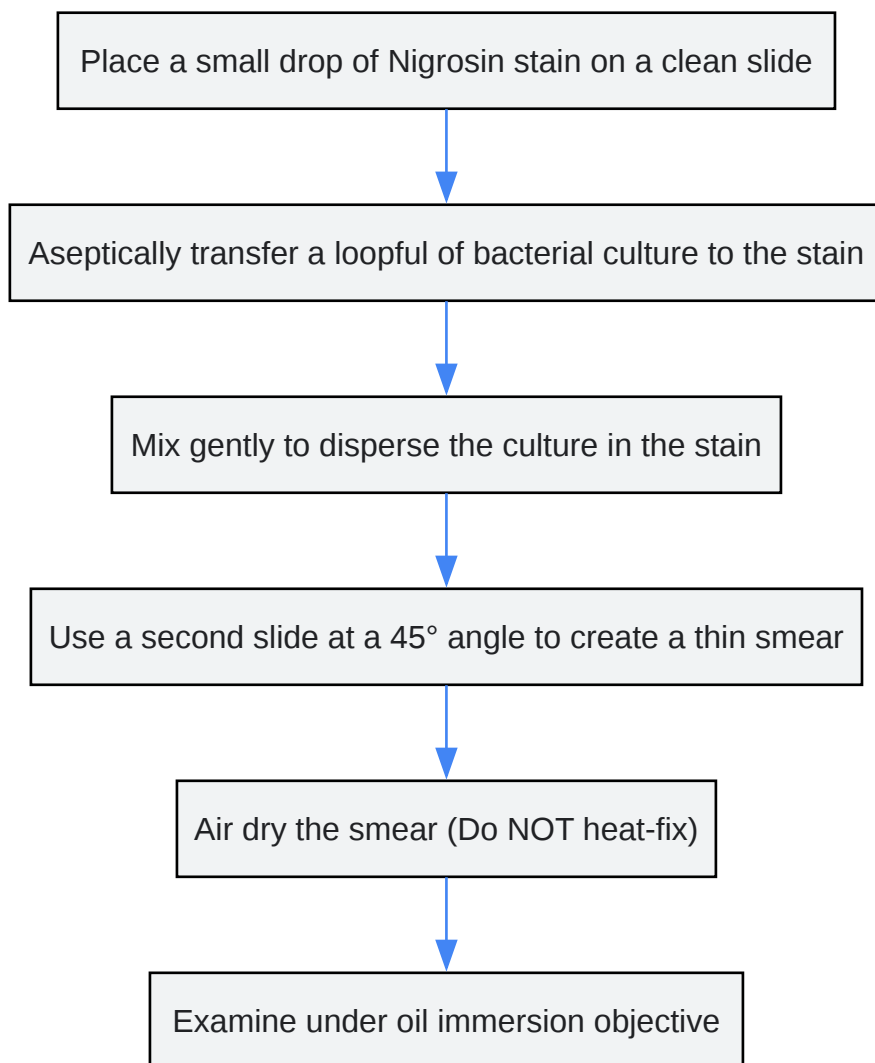 Place a small drop of Nigrosin stain on a clean slide
Aseptically transfer a loopful of bacterial culture to the stain
Mix gently to disperse the culture in the stain
Use a second slide at a 45° angle to create a thin smear
Air dry the smear (Do NOT heat-fix)
Examine under oil immersion objective